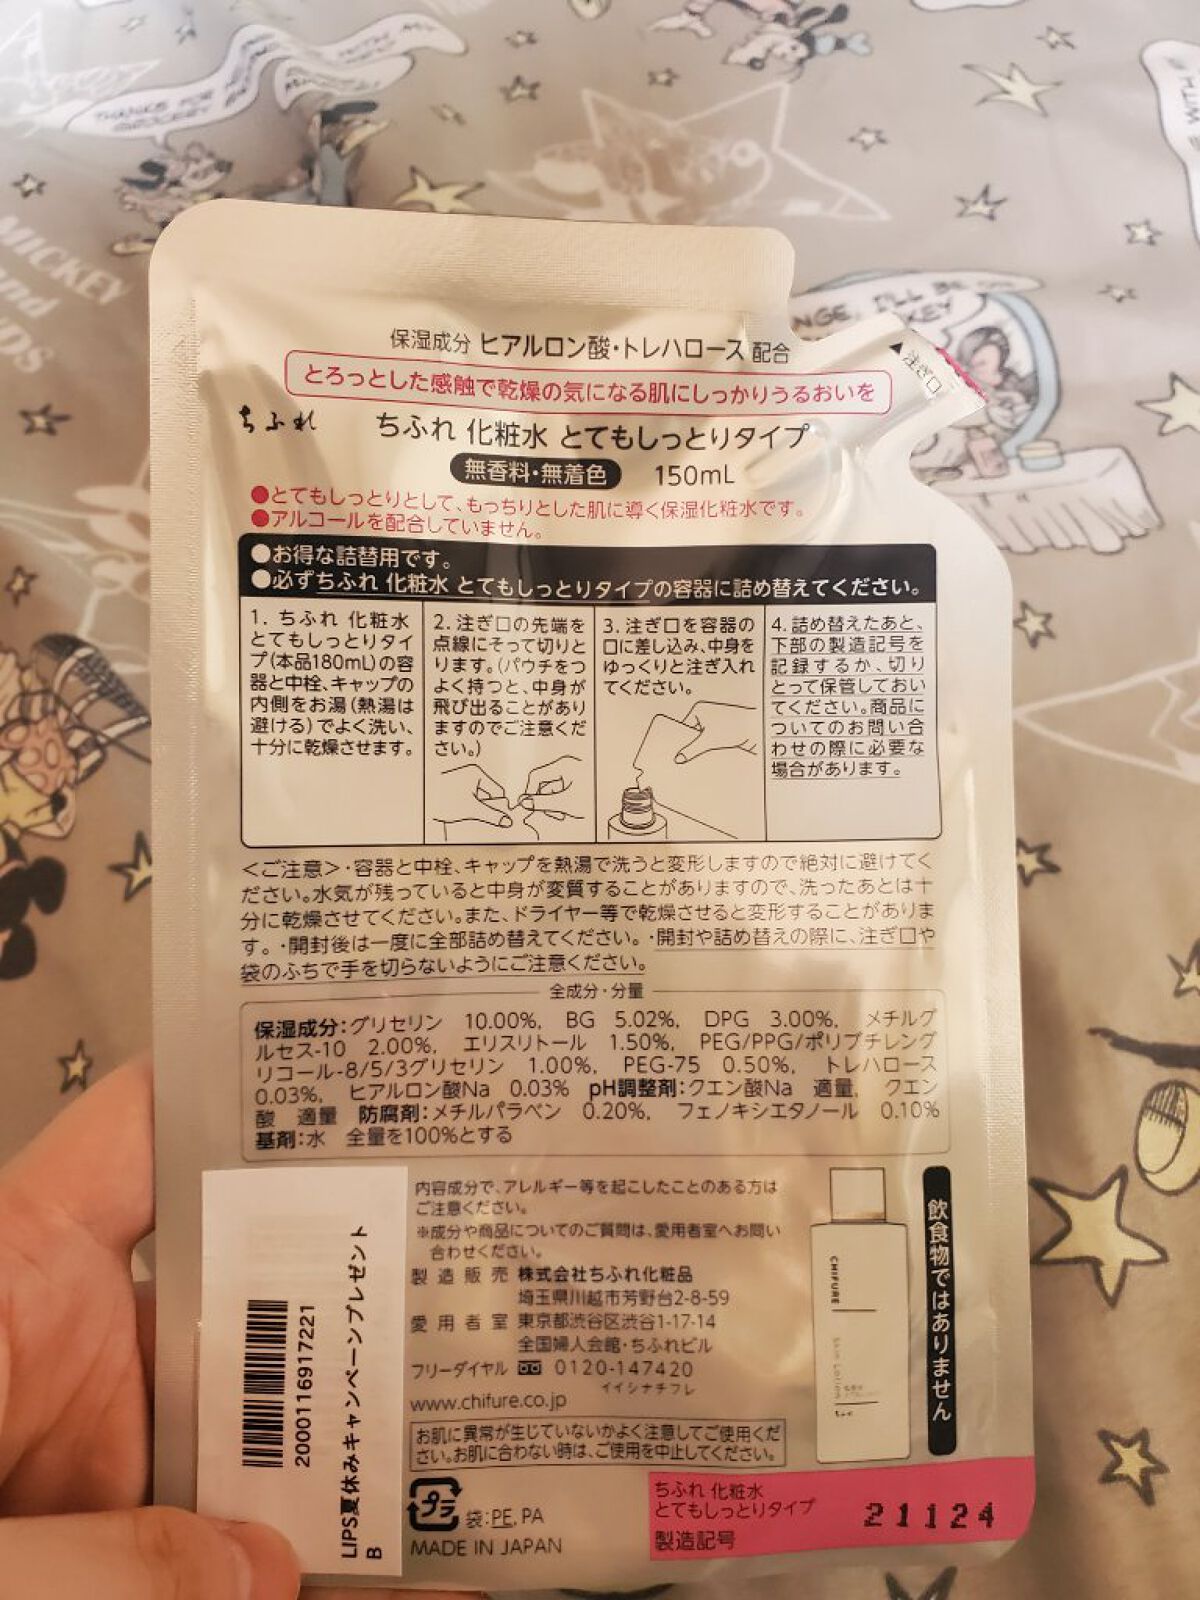 THANKS FOR
MICKEY
and
NGE, I'LL BE
KEY
保湿成分 ヒアルロン酸・トレハロース 配合
とろっとした感触で乾燥の気になる肌にしっかりうるおいを
▲注ぎ口
ちふれ
ちふれ 化粧水 とてもしっとりタイプ
無香料・無着色 150mL
●とてもしっとりとして、もっちりとした肌に導く保湿化粧水です。
●アルコールを配合していません。
●お得な詰替用です。
●必ずちふれ 化粧水 とてもしっとりタイプの容器に詰め替えてください。
1. ちふれ 化粧水
とてもしっとりタイ
プ(本品180mL)の容
器と中栓、キャップの
内側をお湯(熱湯は
避ける)でよく洗い、
十分に乾燥させます。
2. 注ぎ口の先端を
点線にそって切りと
ります。(パウチをつ
よく持つと、中身が
飛び出ることがあり
ますのでご注意くだ
さい。)
3. 注ぎ口を容器の
口に差し込み、中身を
ゆっくりと注ぎ入れ
てください。
4. 詰め替えたあと、
下部の製造記号を
記録するか、切り
とって保管しておい
てください。商品に
ついてのお問い合
わせの際に必要な
場合があります。
<ご注意>・容器と中栓、キャップを熱湯で洗うと変形しますので絶対に避けてく
ださい。水気が残っていると中身が変質することがありますので、洗ったあとは十
分に乾燥させてください。また、ドライヤー等で乾燥させると変形することがありま
す。・開封後は一度に全部詰め替えてください。・開封や詰め替えの際に、注ぎ口や
袋のふちで手を切らないようにご注意ください。
全成分・分量
保湿成分：グリセリン 10.00%, BG 5.02%, DPG 3.00%, メチルグ
ルセス-10 2.00%, エリスリトール 1.50%, PEG/PPG/ポリブチレング
リコール-8/5/3グリセリン 1.00%, PEG-75 0.50%, トレハロース
0.03%, ヒアルロン酸Na 0.03% pH調整剤：クエン酸Na 適量, クエン
酸 適量 防腐剤：メチルパラベン 0.20%, フェノキシエタノール 0.10%
基剤：水 全量を100%とする
内容成分で、アレルギー等を起こしたことのある方は
ご注意ください。
※成分や商品についてのご質問は、愛用者室へお問い
合わせください。
製造販売 株式会社ちふれ化粧品
埼玉県川越市芳野台2-8-59
愛用者室 東京都渋谷区渋谷1-17-14
全国婦人会館・ちふれビル
フリーダイヤル 0120-147420
イイシナチフレ
www.chifure.co.jp
お肌に異常が生じていないかよく注意してご使用くだ
さい。お肌に合わない時は、ご使用を中止してください。
プラ 袋：PE, PA
MADE IN JAPAN
CHIFURE
SKIN LOTION
飲食物ではありません
ちふれ 化粧水
とてもしっとりタイプ
製造記号
21124
2000116917221
LIPS夏休みキャンペーンプレゼント
B